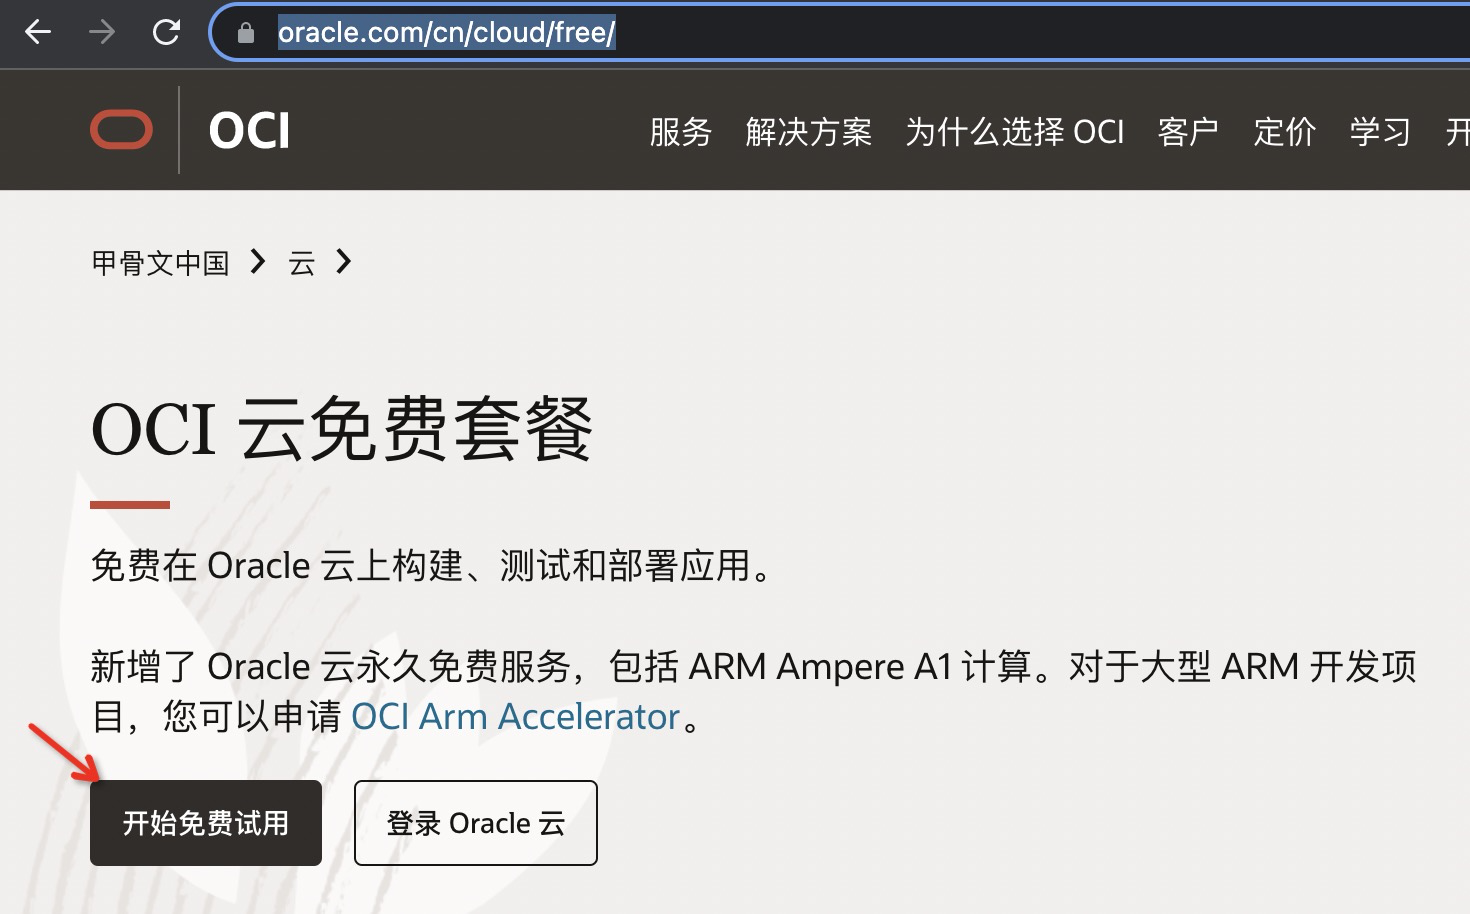 oracle.com/cn/cloud/free/
OCI
服务 解决方案 为什么选择 OCI 客户 定价 学习 开
甲骨文中国 云
OCI 云免费套餐
免费在 Oracle 云上构建、测试和部署应用。
新增了 Oracle 云永久免费服务，包括 ARM Ampere A1 计算。对于大型 ARM 开发项
目，您可以申请 OCI Arm Accelerator。
开始免费试用 登录 Oracle 云